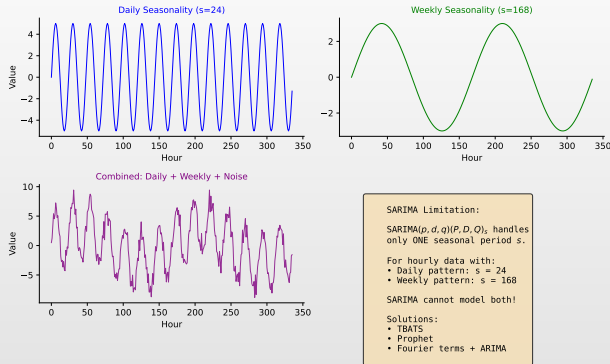 Daily Seasonality (s=24)
4
2
0
−2
−4
Value
0 50 100 150 200 250 300 350
Hour
Weekly Seasonality (s=168)
2
0
−2
Value
0 50 100 150 200 250 300 350
Hour
Combined: Daily + Weekly + Noise
10
5
0
−5
Value
0 50 100 150 200 250 300 350
Hour
SARIMA Limitation:
SARIMA(p, d, q)(P, D, Q)ₛ handles
only ONE seasonal period s.
For hourly data with:
• Daily pattern: s = 24
• Weekly pattern: s = 168
SARIMA cannot model both!
Solutions:
• TBATS
• Prophet
• Fourier terms + ARIMA